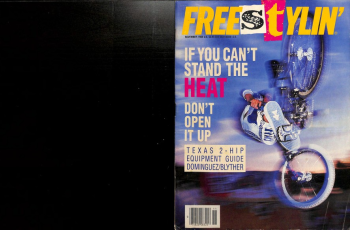 FREESTYLIN'
IF YOU CAN'T
STAND THE
HEAT
DON'T
OPEN
IT UP
TEXAS 2-HIP
EQUIPMENT GUIDE
DOMINGUEZ/BLYTHER